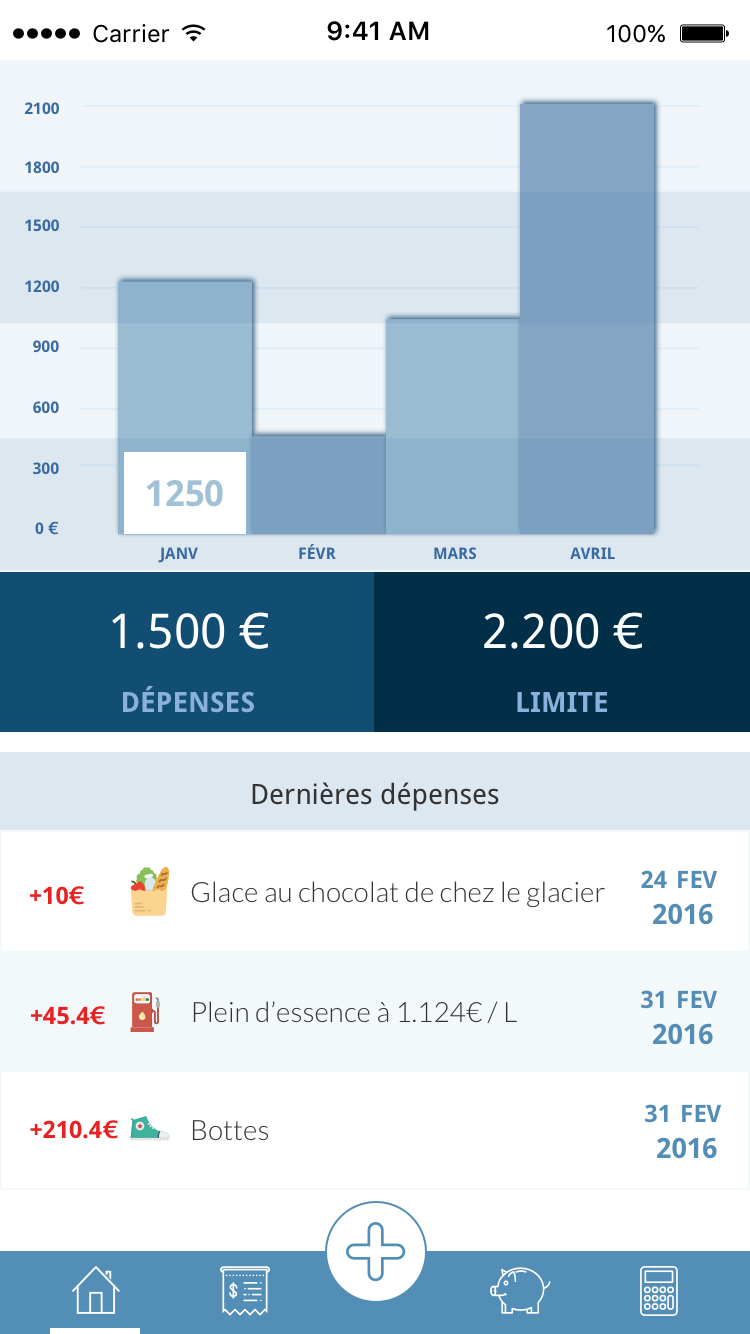 Carrier 9:41 AM 100%
2100
1800
1500
1200
900
600
300
1250
0 €
JANV FÉVR MARS AVRIL
1.500 € 2.200 €
DÉPENSES LIMITE
Dernières dépenses
+10€ Glace au chocolat de chez le glacier 24 FEV
2016
+45.4€ Plein d’essence à 1.124€ / L 31 FEV
2016
+210.4€ Bottes 31 FEV
2016
$